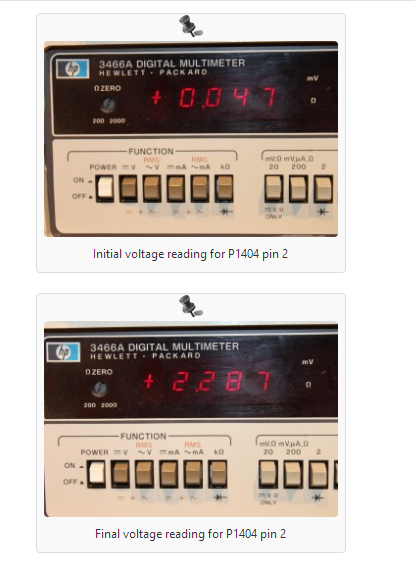 hp 3466A DIGITAL MULTIMETER
HEWLETT · PACKARD
mV
Ω ZERO
+ 0.047
Ω
200 2000
FUNCTION
RMS RMS
mV,Ω mV,µA,Ω
POWER ⎓V ~V ⎓mA ~mA kΩ
20 200 2
ON
OFF
ONLY
Initial voltage reading for P1404 pin 2
3466A DIGITAL MULTIMETER
hp HEWLETT · PACKARD
mV
Ω ZERO
+ 2.287
Ω
200 2000
FUNCTION
RMS RMS
mV,Ω mV,µA,Ω
POWER ⎓V ~V ⎓mA ~mA kΩ
20 200 2
ON
OFF
ONLY
Final voltage reading for P1404 pin 2